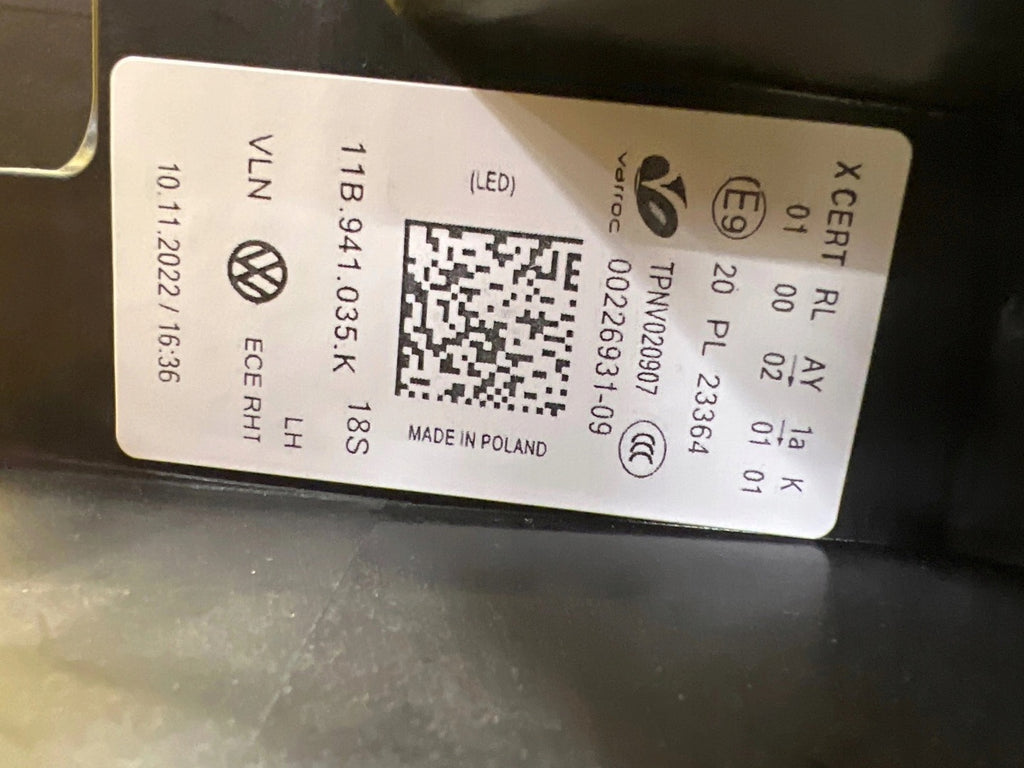 X CERT RL AY 1a K
01 00 02 01 01
E9 20 PL 23364
varroc TPNV020907 CCC
00226931-09
(LED) MADE IN POLAND
11B.941.035.K 18S
LH
VLN ECE RHT
10.11.2022 / 16:36